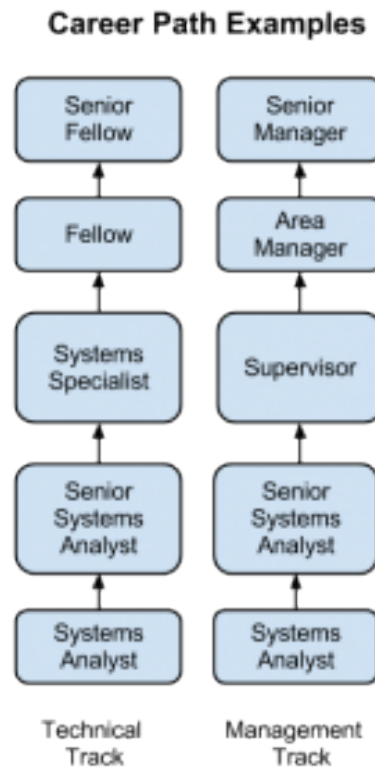 Career Path Examples
Senior
Fellow
Fellow
Systems
Specialist
Senior
Systems
Analyst
Systems
Analyst
Technical
Track
Senior
Manager
Area
Manager
Supervisor
Senior
Systems
Analyst
Systems
Analyst
Management
Track